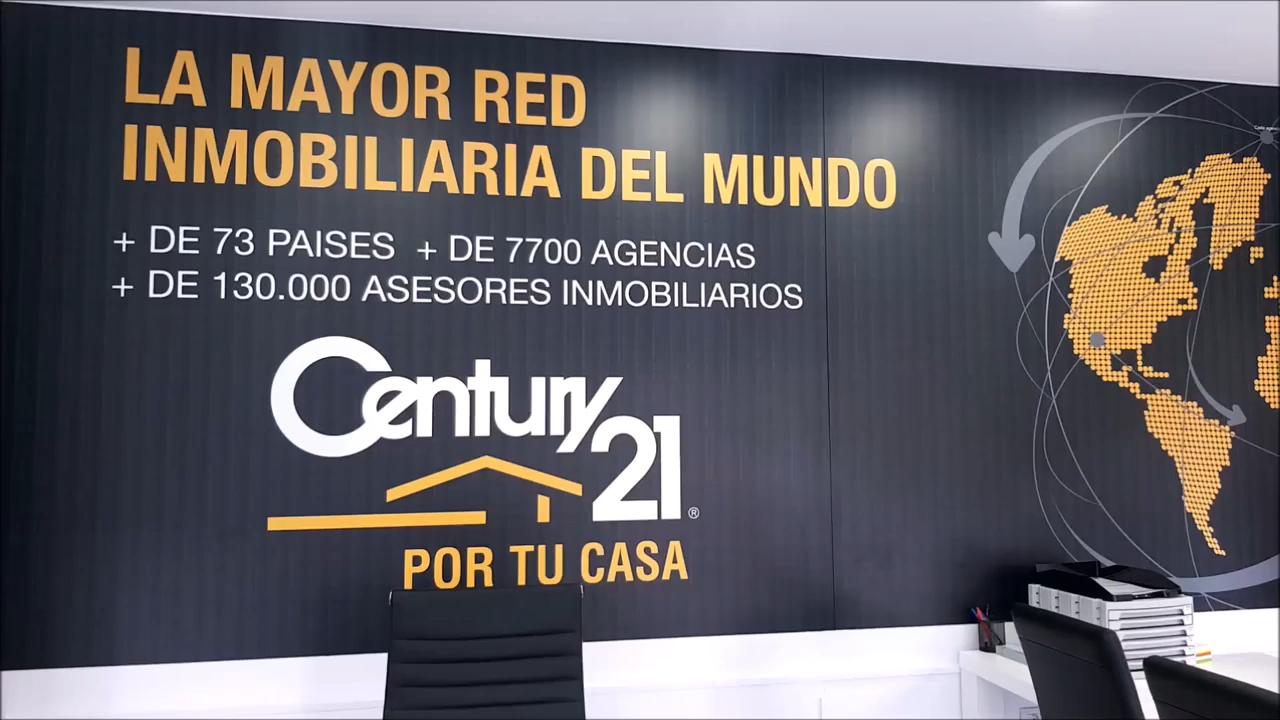 LA MAYOR RED
INMOBILIARIA DEL MUNDO
+ DE 73 PAISES + DE 7700 AGENCIAS
+ DE 130.000 ASESORES INMOBILIARIOS
Century
21®
POR TU CASA